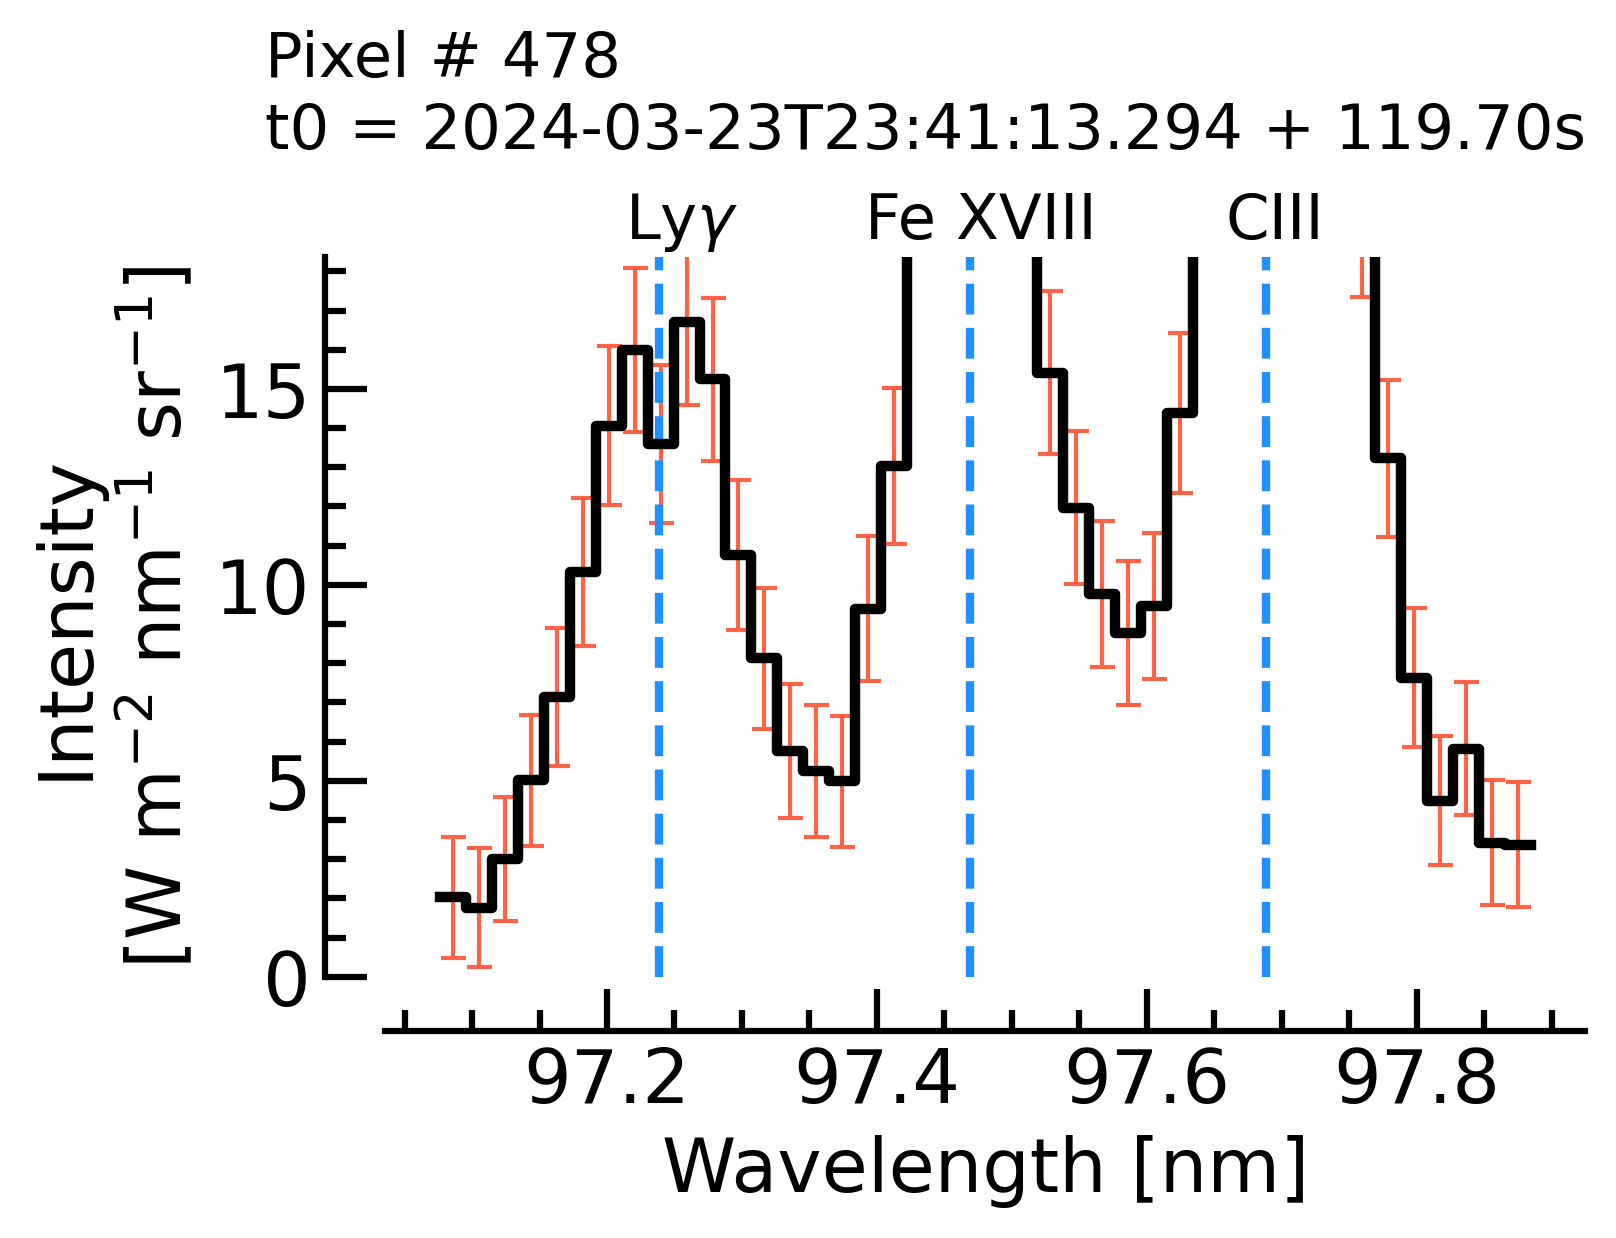 Pixel # 478
t0 = 2024-03-23T23:41:13.294 + 119.70s
Lyγ Fe XVIII CIII
Intensity
[W m⁻² nm⁻¹ sr⁻¹]
15
10
5
0
97.2 97.4 97.6 97.8
Wavelength [nm]